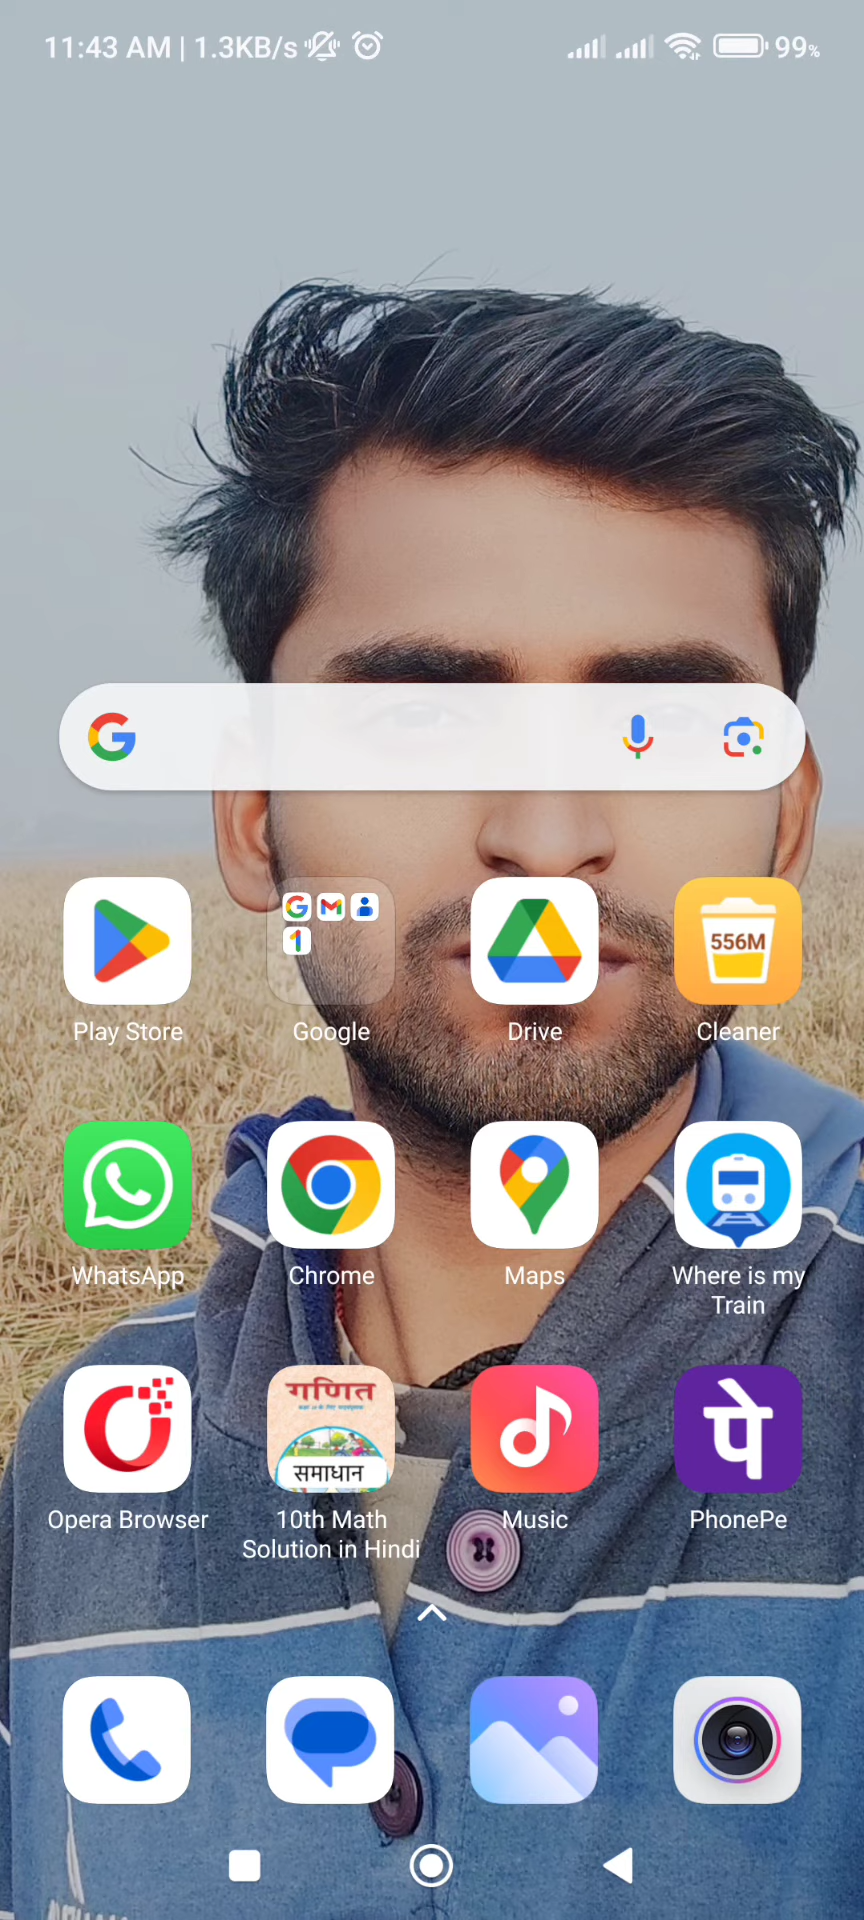 11:43 AM | 1.3KB/s 99%
556M
Play Store Google Drive Cleaner
WhatsApp Chrome Maps Where is my
Train
गणित
समाधान
पे
Opera Browser 10th Math Music PhonePe
Solution in Hindi